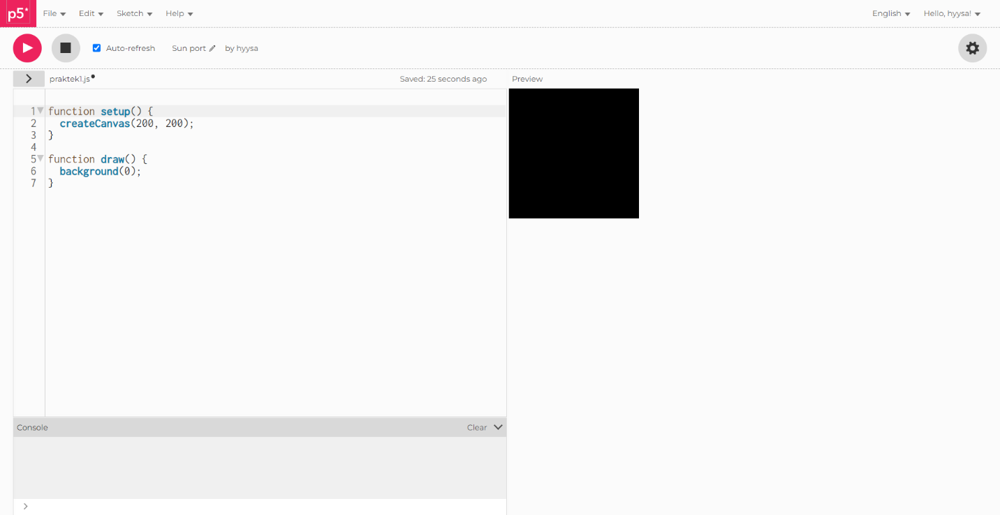 p5* File Edit Sketch Help English Hello, hyysa!
Auto-refresh Sun port by hyysa
praktek1.js Saved: 25 seconds ago Preview
1 function setup() {
2 createCanvas(200, 200);
3 }
4
5 function draw() {
6 background(0);
7 }
Console Clear
>